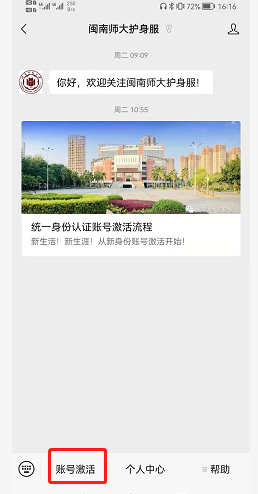 72% 16:16
闽南师大护身服
周二 09:09
你好，欢迎关注闽南师大护身服!
周二 10:55
统一身份认证账号激活流程
新生活！新生涯！从新身份账号激活开始!
账号激活
个人中心
帮助